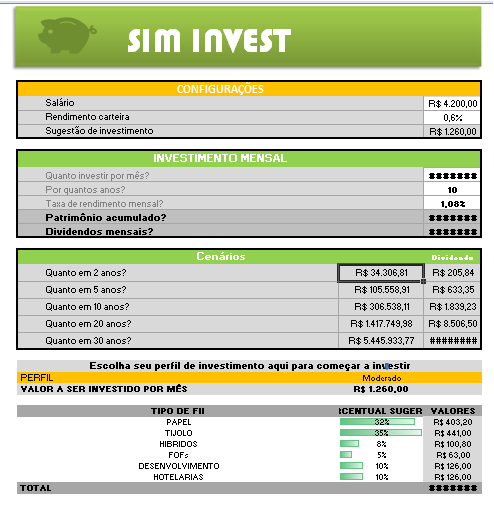 SIM INVEST
CONFIGURAÇÕES
Salário R$ 4.200,00
Rendimento carteira 0,6%
Sugestão de investimento R$ 1.260,00
INVESTIMENTO MENSAL
Quanto investir por mês? #######
Por quantos anos? 10
Taxa de rendimento mensal? 1,08%
Patrimônio acumulado? #######
Dividendos mensais? #######
Cenários Dividendo
Quanto em 2 anos? R$ 34.306,81 R$ 205,84
Quanto em 5 anos? R$ 105.558,91 R$ 633,35
Quanto em 10 anos? R$ 306.538,11 R$ 1.839,23
Quanto em 20 anos? R$ 1.417.749,98 R$ 8.506,50
Quanto em 30 anos? R$ 5.445.933,77 ########
Escolha seu perfil de investimento aqui para começar a investir
PERFIL Moderado
VALOR A SER INVESTIDO POR MÊS R$ 1.260,00
TIPO DE FII RCENTUAL SUGER VALORES
PAPEL 32% R$ 403,20
TIJOLO 35% R$ 441,00
HIBRIDOS 8% R$ 100,80
FOFs 5% R$ 63,00
DESENVOLVIMENTO 10% R$ 126,00
HOTELARIAS 10% R$ 126,00
TOTAL #######